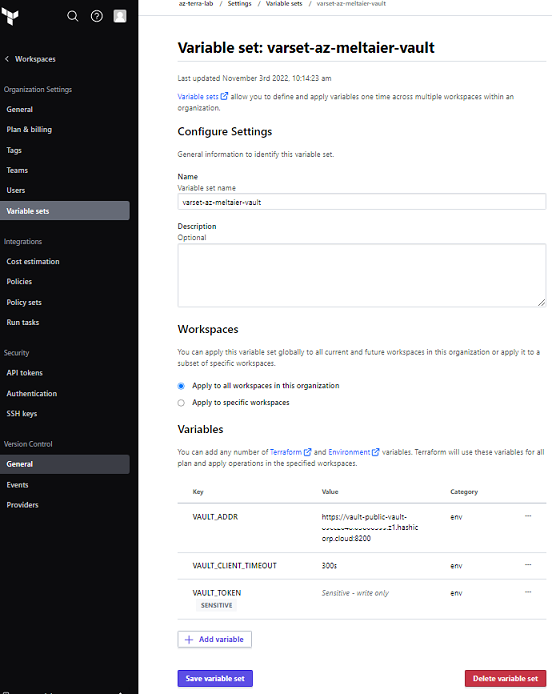 az-terra-lab / Settings / Variable sets / varset-az-meltaier-vault
Workspaces
Organization Settings
General
Plan & billing
Tags
Teams
Users
Variable sets
Integrations
Cost estimation
Policies
Policy sets
Run tasks
Security
API tokens
Authentication
SSH keys
Version Control
General
Events
Providers
Variable set: varset-az-meltaier-vault
Last updated November 3rd 2022, 10:14:23 am
Variable sets allow you to define and apply variables one time across multiple workspaces within an
organization.
Configure Settings
General information to identify this variable set.
Name
Variable set name
varset-az-meltaier-vault
Description
Optional
Workspaces
You can apply this variable set globally to all current and future workspaces in this organization or apply it to a
subset of specific workspaces.
Apply to all workspaces in this organization
Apply to specific workspaces
Variables
You can add any number of Terraform and Environment variables. Terraform will use these variables for all
plan and apply operations in the specified workspaces.
Key Value Category
VAULT_ADDR https://vault-public-vault- env ...
.z1.hashic
orp.cloud:8200
VAULT_CLIENT_TIMEOUT 300s env ...
VAULT_TOKEN Sensitive - write only env ...
SENSITIVE
+ Add variable
Save variable set Delete variable set